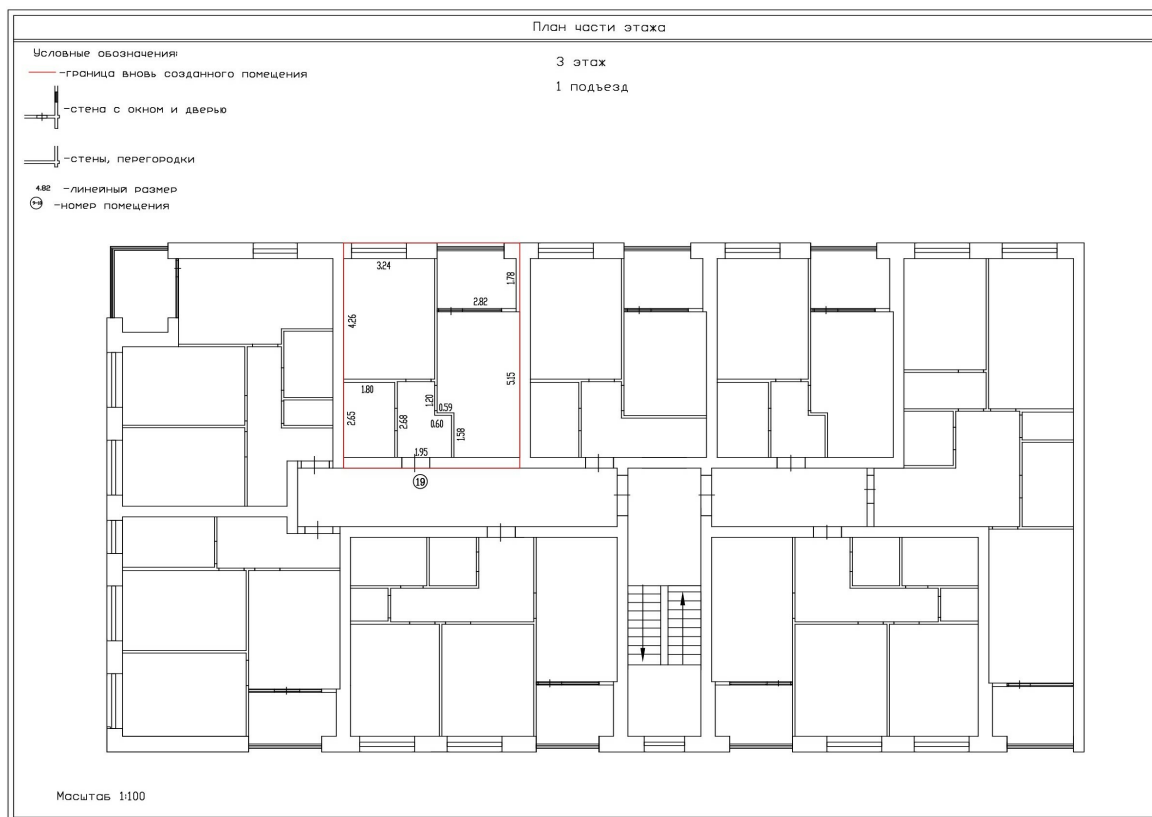 План части этажа
Условные обозначения:
-граница вновь созданного помещения
-стена с окном и дверью
-стены, перегородки
4.82 -линейный размер
-номер помещения
3 этаж
1 подъезд
3.24
1.78
2.82
4.26
5.15
1.80
1.20
0.59
2.65
2.68
0.60
1.58
1.95
19
Масштаб 1:100